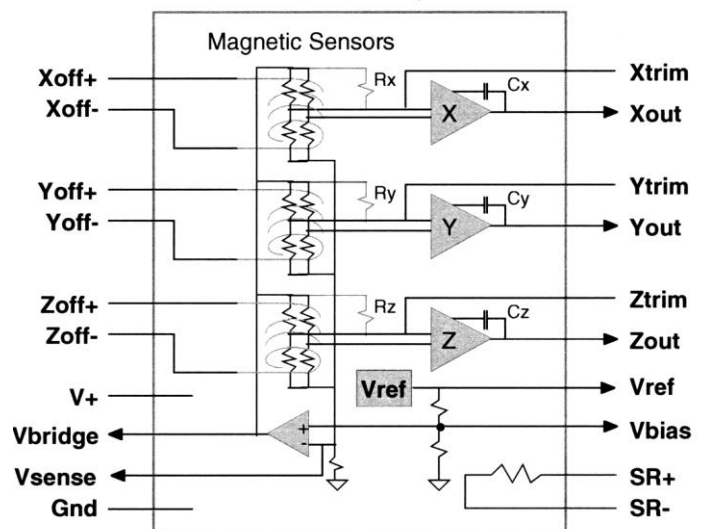 Magnetic Sensors
Xoff+ Rx Cx Xtrim
Xoff- X Xout
Yoff+ Ry Cy Ytrim
Yoff- Y Yout
Zoff+ Rz Cz Ztrim
Zoff- Z Zout
V+ Vref Vref
Vbridge + Vbias
-
Vsense SR+
Gnd SR-